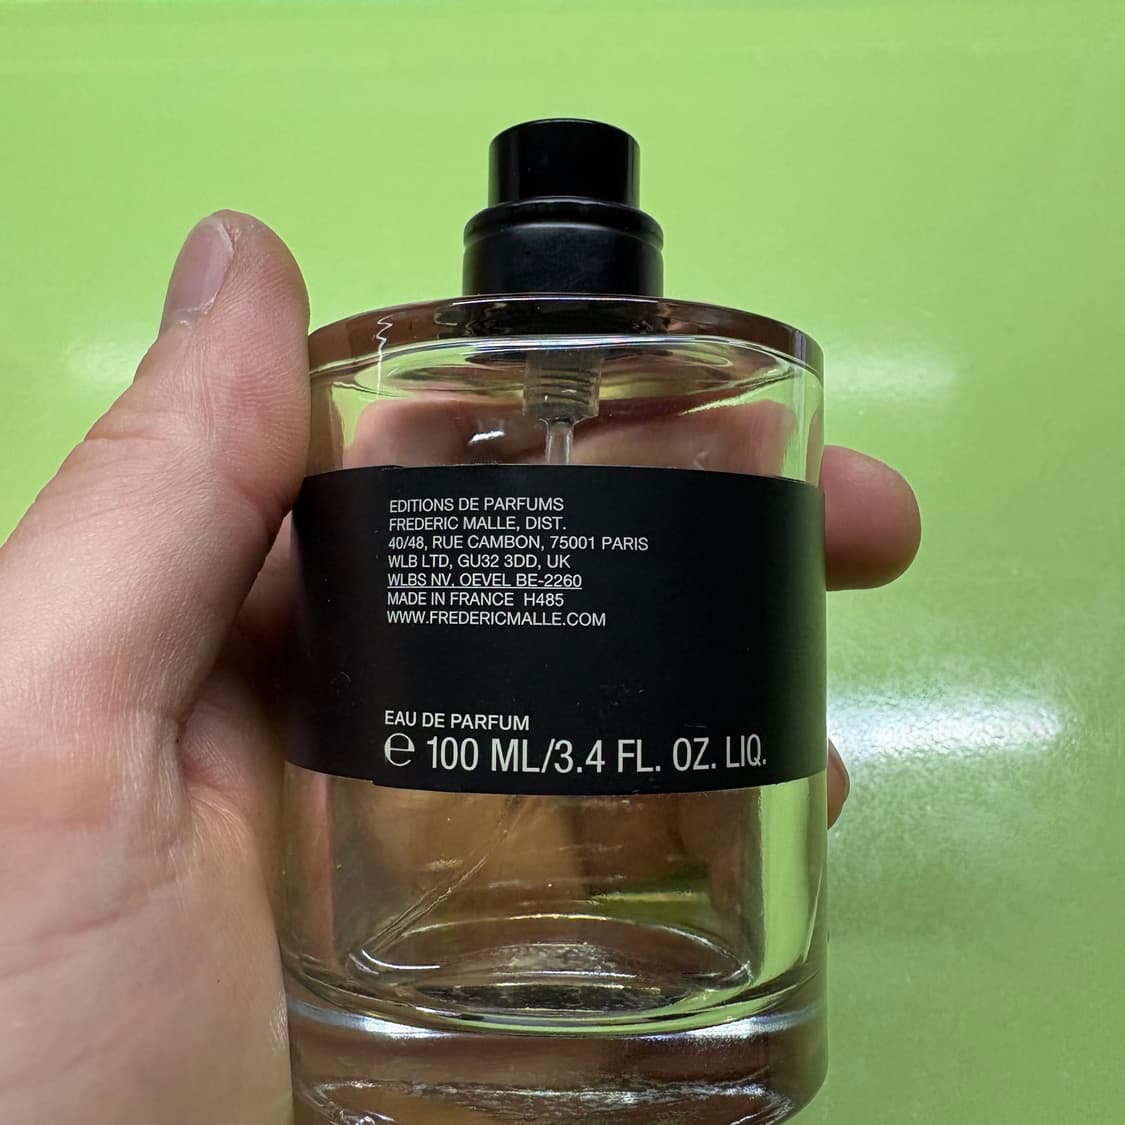 EDITIONS DE PARFUMS
FREDERIC MALLE, DIST.
40/48, RUE CAMBON, 75001 PARIS
WLB LTD, GU32 3DD, UK
WLBS NV, OEVEL BE-2260
MADE IN FRANCE H485
WWW.FREDERICMALLE.COM
EAU DE PARFUM
℮ 100 ML/3.4 FL. OZ. LIQ.